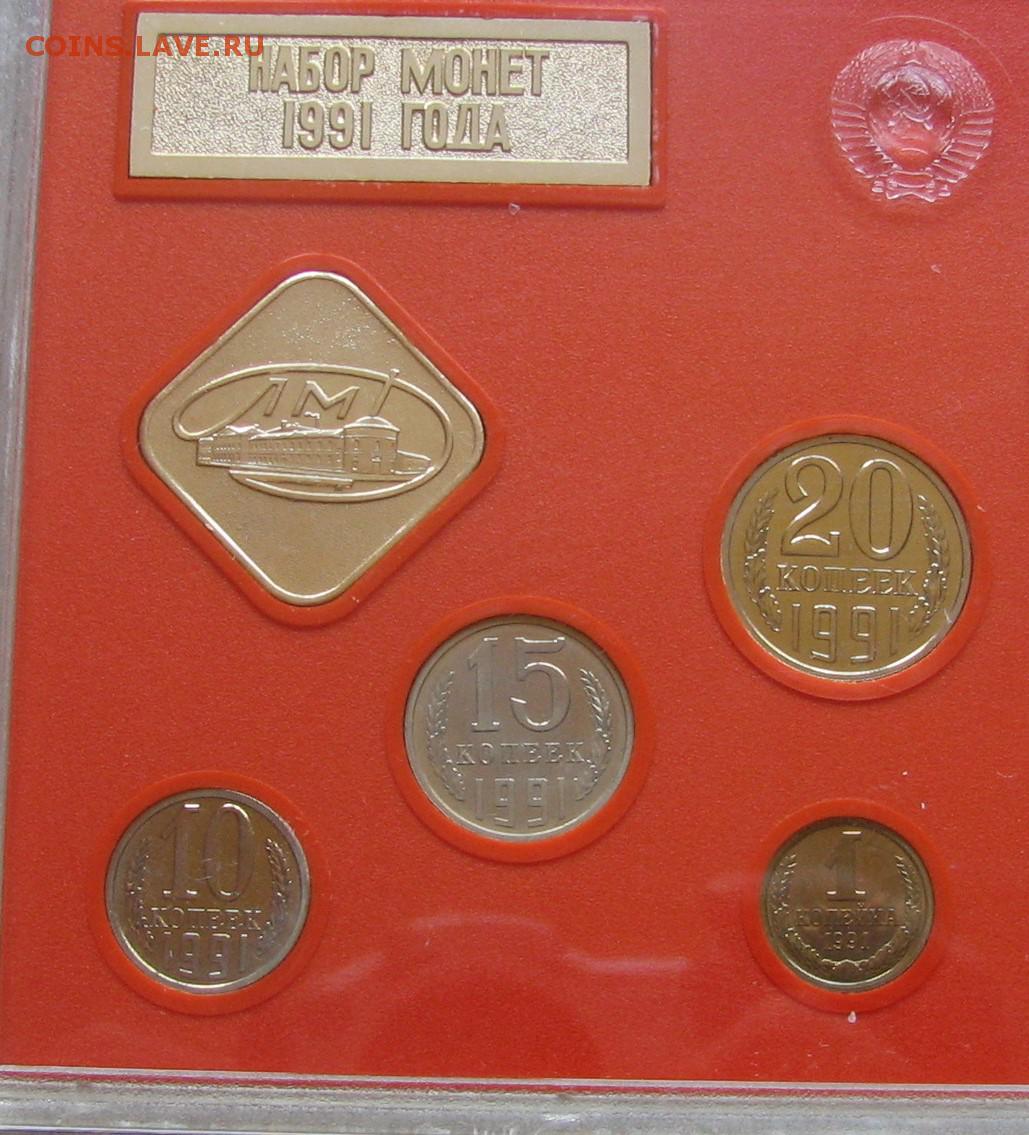 COINS.LAVE.RU
НАБОР МОНЕТ
1991 ГОДА
ЛМД
20
КОПЕЕК
1991
15
КОПЕЕК
1991
10
КОПЕЕК
1991
1
КОПЕЙКА
1991